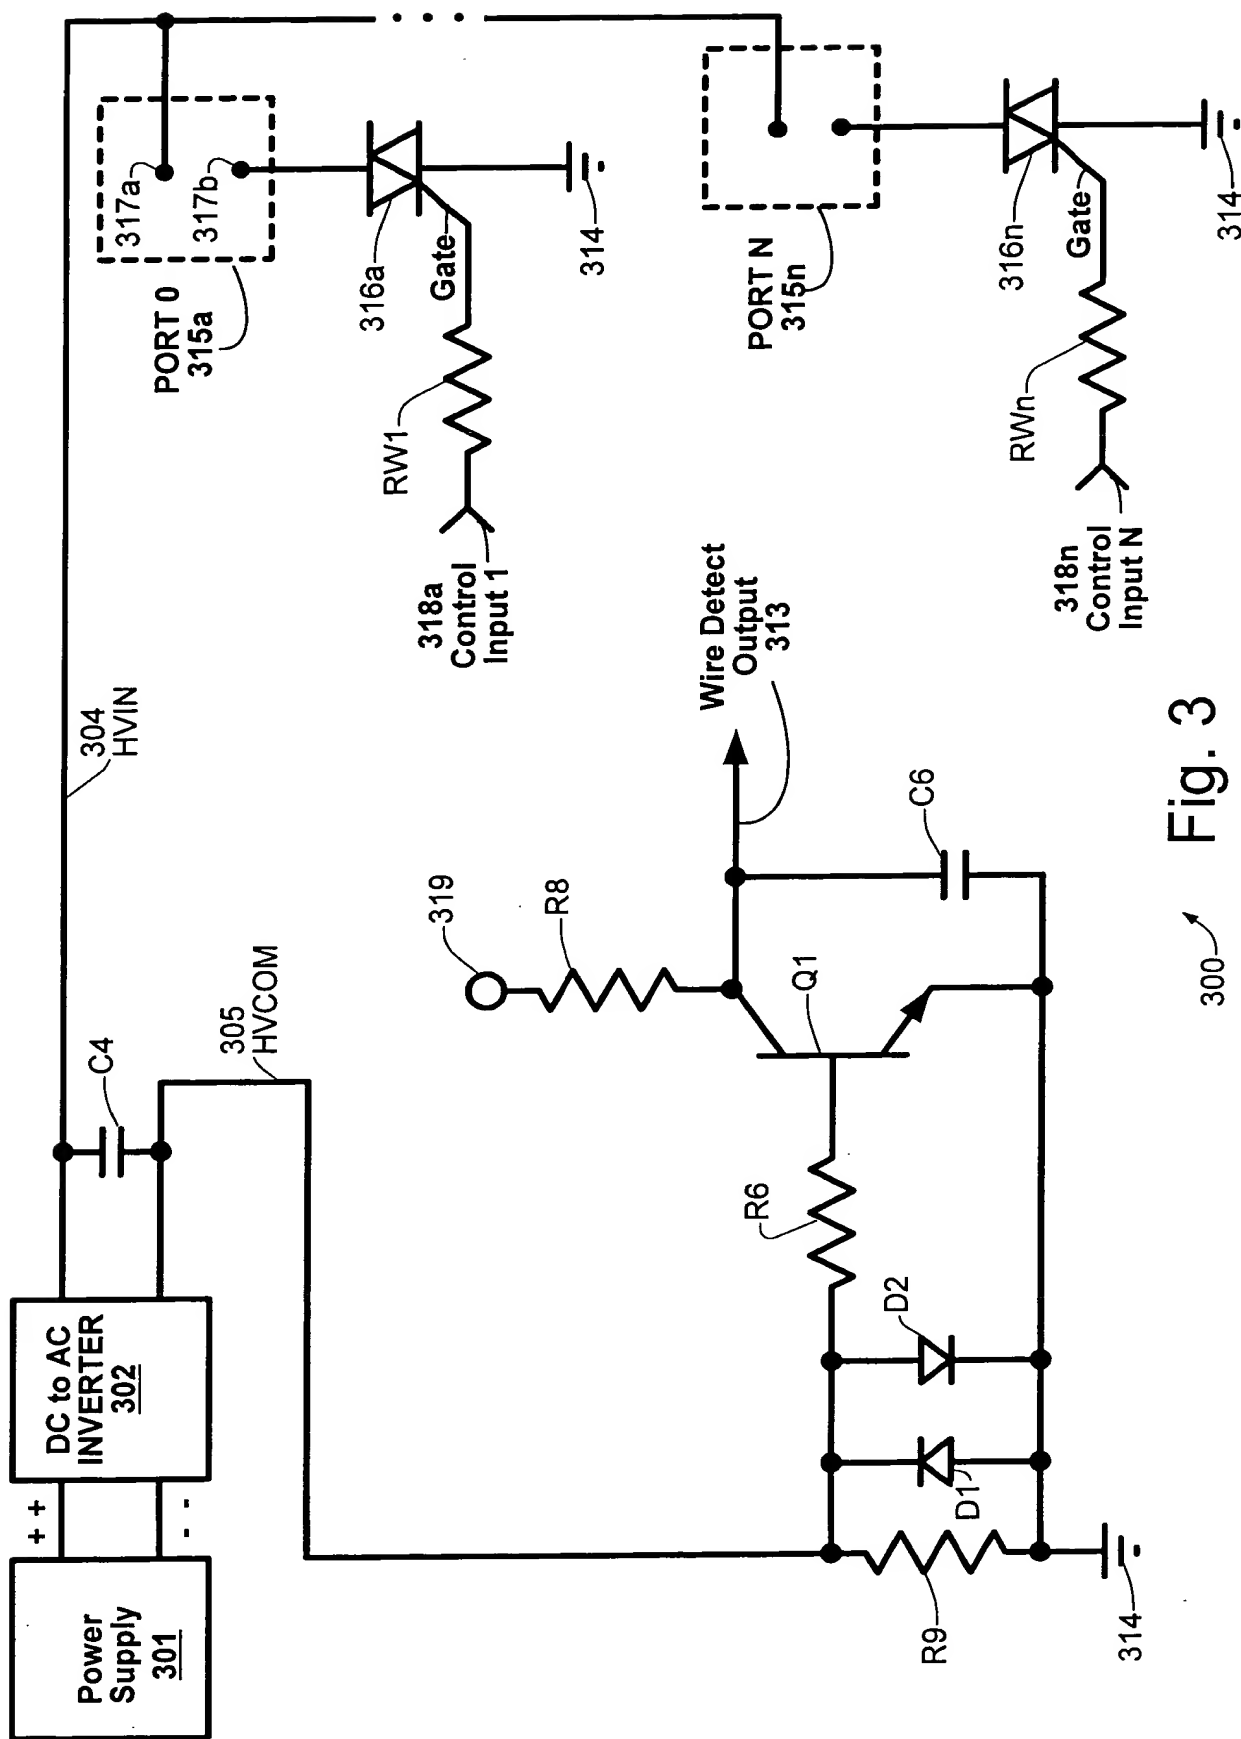 Power
Supply
301
+ +
- -
DC to AC
INVERTER
302
C4
304
HVIN
305
HVCOM
317a
317b
PORT 0
315a
316a
Gate
314
RW1
318a
Control
Input 1
PORT N
315n
316n
Gate
314
RWn
318n
Control
Input N
319
R8
Wire Detect
Output
313
Q1
C6
R6
D2
D1
R9
314
300
Fig. 3